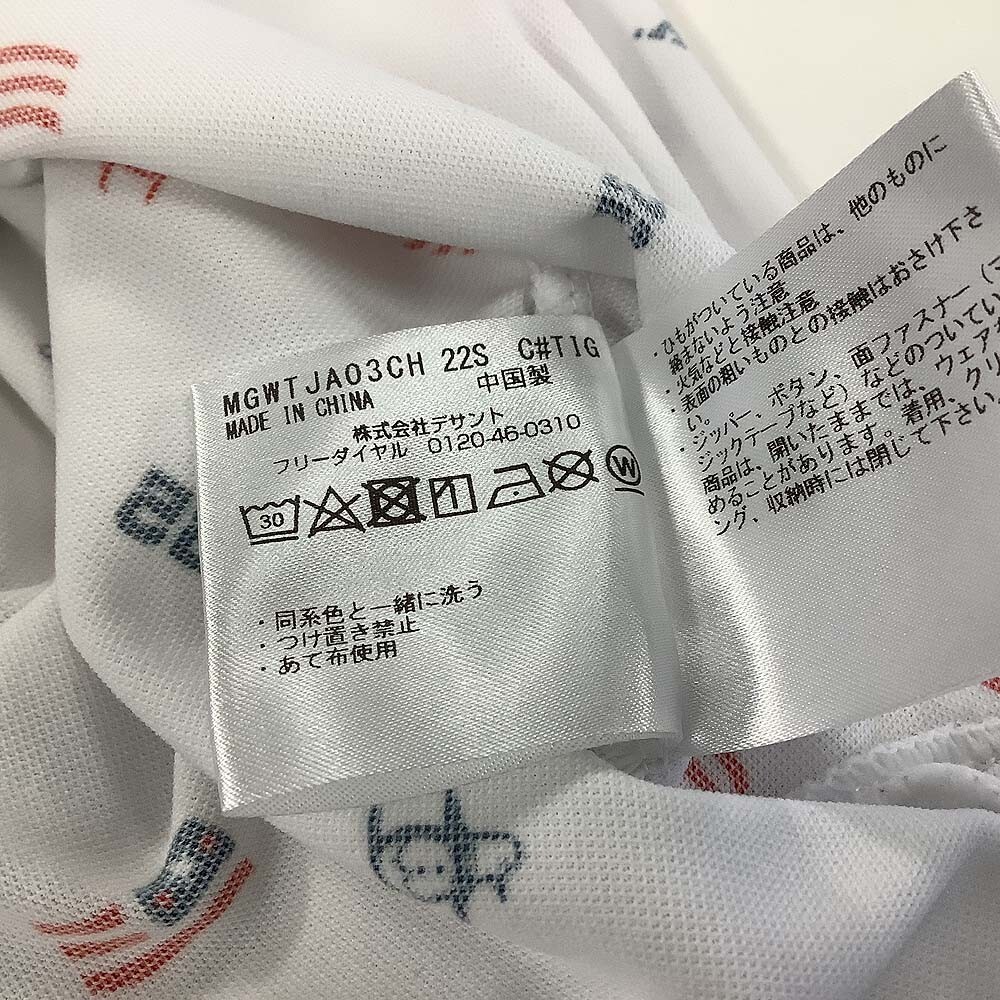 MGWTJA03CH 22S C#TIG
MADE IN CHINA 中国製
株式会社デサント
フリーダイヤル 0120-46-0310
30
W
・同系色と一緒に洗う
・つけ置き禁止
・あて布使用
・ひもがついている商品は、他のものに
絡まないよう注意
・火気などと接触注意
・表面の粗いものとの接触はおさけ下さ
い。
・ジッパー、ボタン、面ファスナー（マ
ジックテープなど）などのついてい
商品は、開いたままでは、ウェアを
めることがあります。着用、クリ
ング、収納時には閉じて下さい。